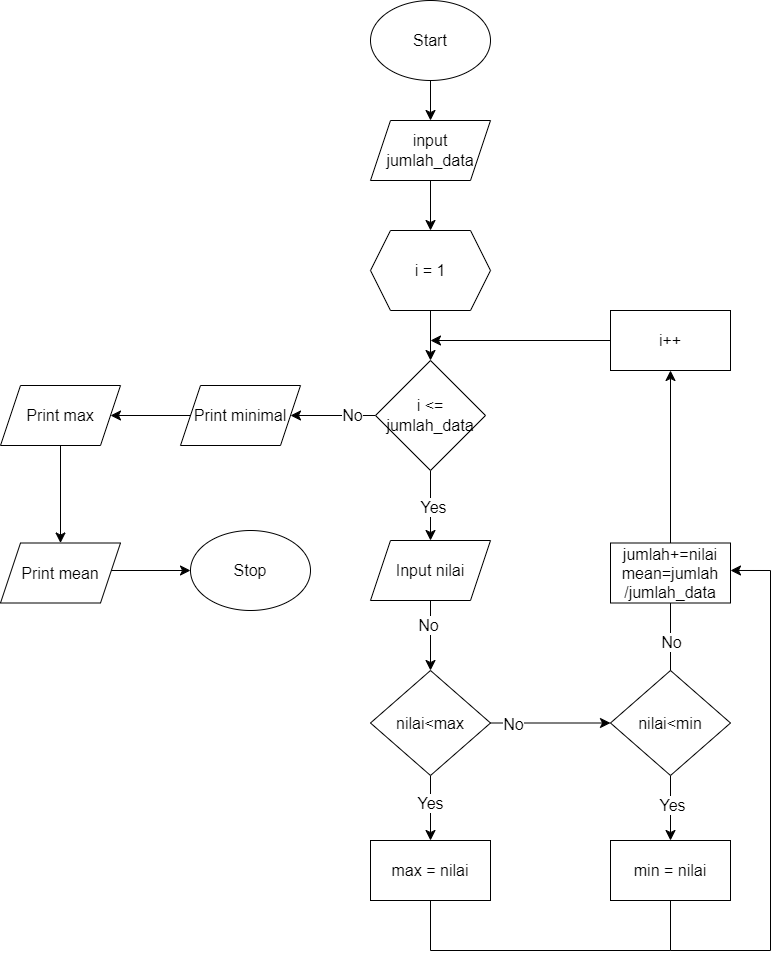 Start
input
jumlah_data
i = 1
i++
i <=
jumlah_data
No
Print minimal
Print max
Yes
Print mean
Stop
Input nilai
jumlah+=nilai
mean=jumlah
/jumlah_data
No
No
nilai<max
No
nilai<min
Yes
Yes
max = nilai
min = nilai